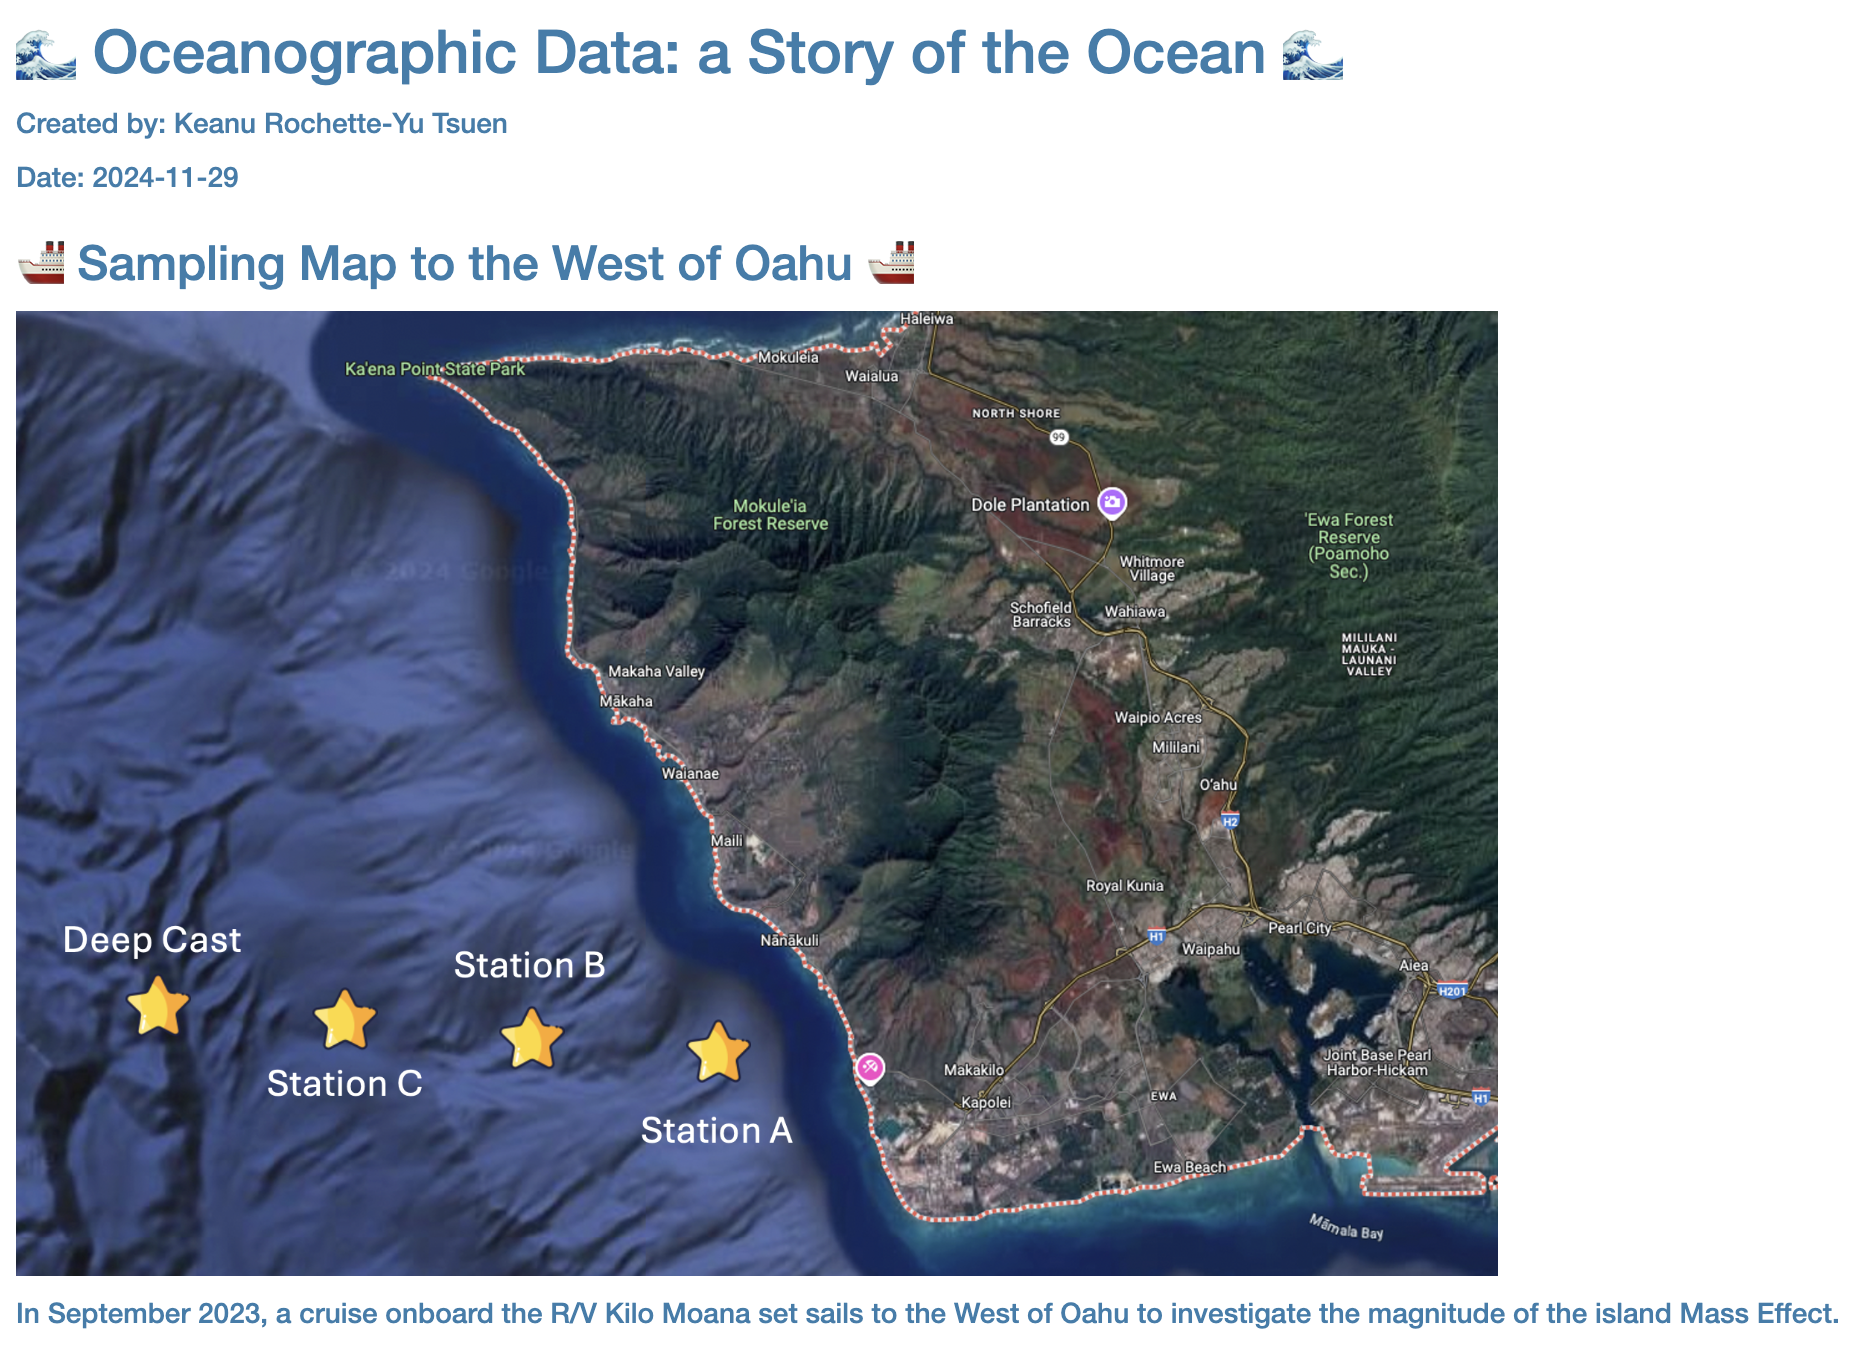 Oceanographic Data: a Story of the Ocean
Created by: Keanu Rochette-Yu Tsuen
Date: 2024-11-29
Sampling Map to the West of Oahu
Haleiwa
Mokuleia
Ka'ena Point State Park
Waialua
NORTH SHORE
99
Dole Plantation
Mokule'ia
Forest Reserve
'Ewa Forest
Reserve
(Poamoho
Sec.)
Whitmore
Village
2024 Google
Schofield
Barracks
Wahiawa
MILILANI
MAUKA -
LAUNANI
VALLEY
Makaha Valley
Mākaha
Waipio Acres
Mililani
Waianae
Oʻahu
H2
Maili
2024 Google
Royal Kunia
Pearl City
Nānākuli
H1
Waipahu
Aiea
H201
Deep Cast
Station B
Station C
Station A
Joint Base Pearl
Harbor-Hickam
Makakilo
Kapolei
EWA
H1
Ewa Beach
Māmala Bay
In September 2023, a cruise onboard the R/V Kilo Moana set sails to the West of Oahu to investigate the magnitude of the island Mass Effect.